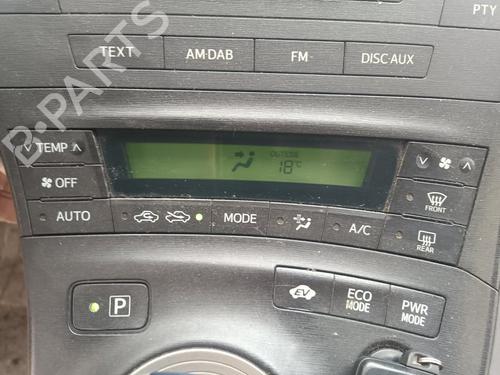 PTY
TEXT AM·DAB FM DISC·AUX
TEMP
OUTSIDE
18°C
OFF
FRONT
AUTO MODE A/C
REAR
P EV ECO MODE PWR MODE
B-PARTS